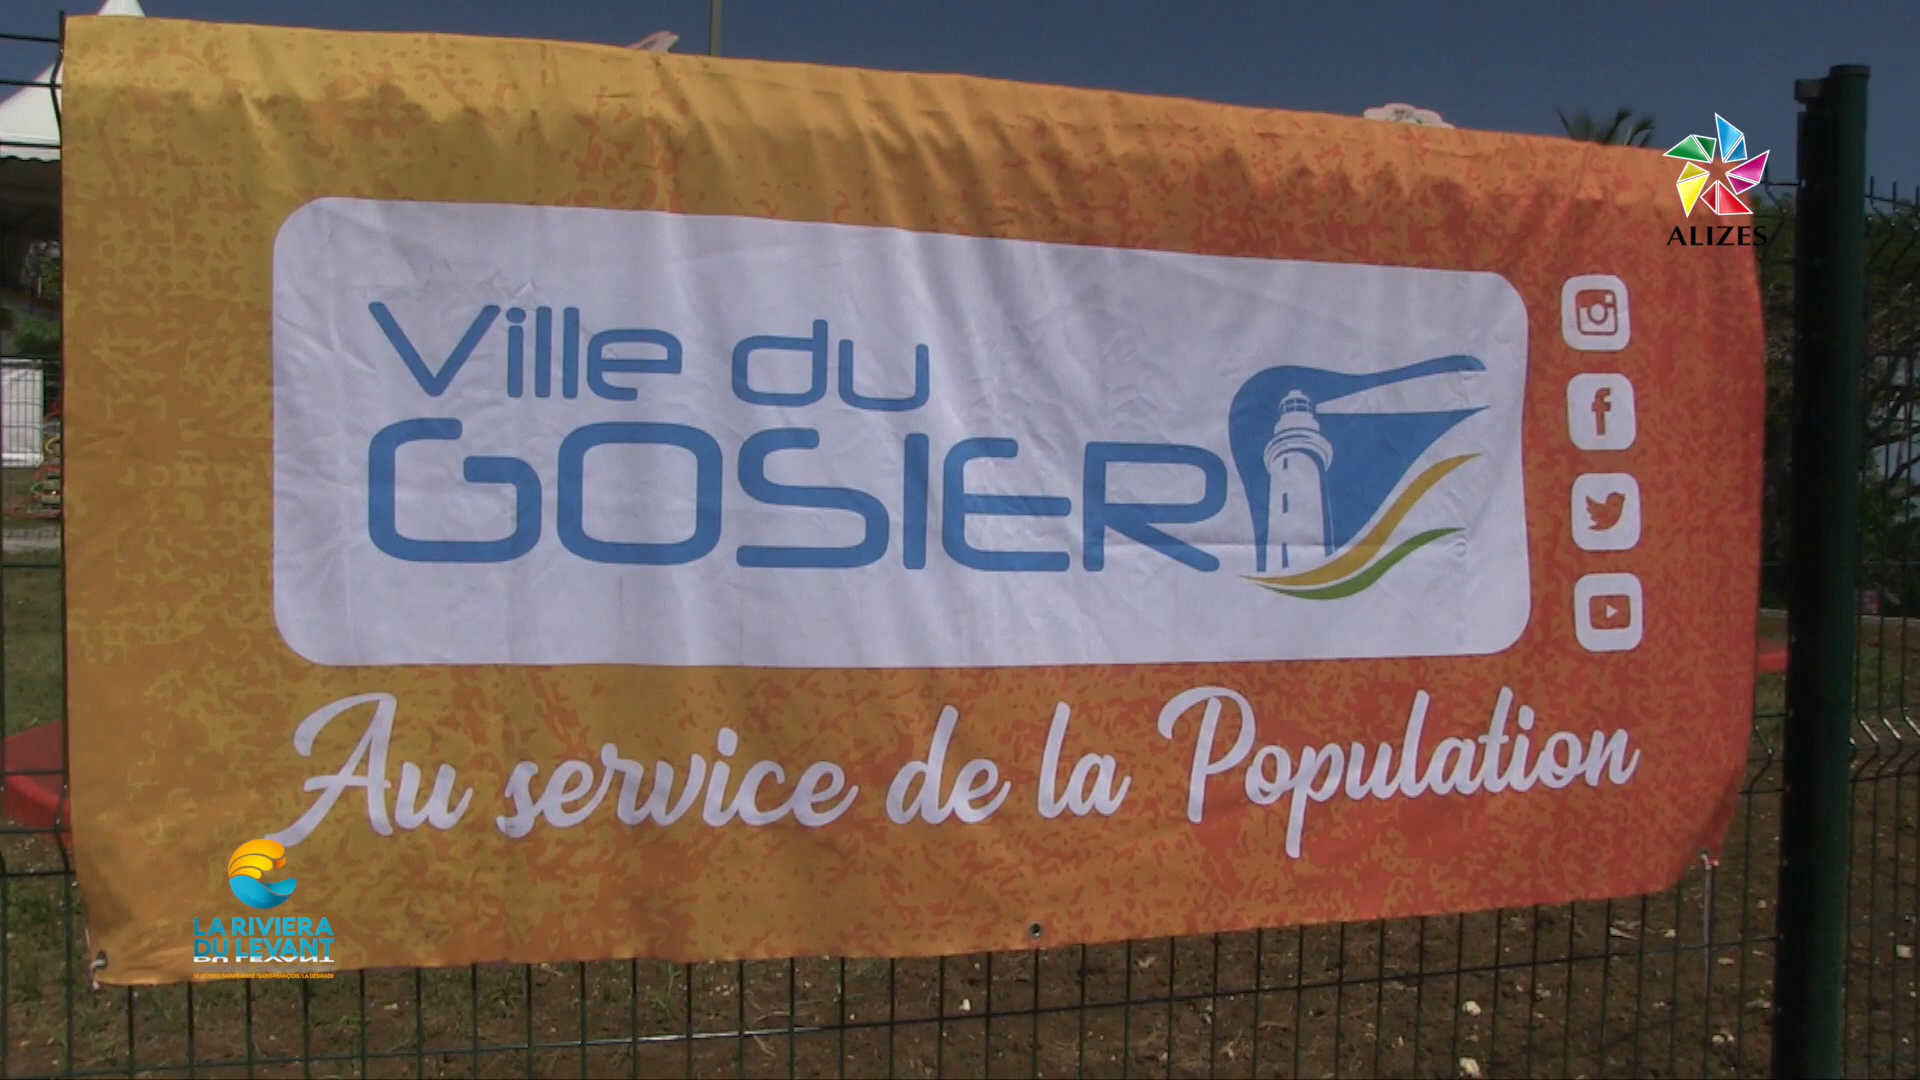 ALIZES
Ville du
GOSIER
Au service de la Population
LA RIVIERA
DU LEVANT